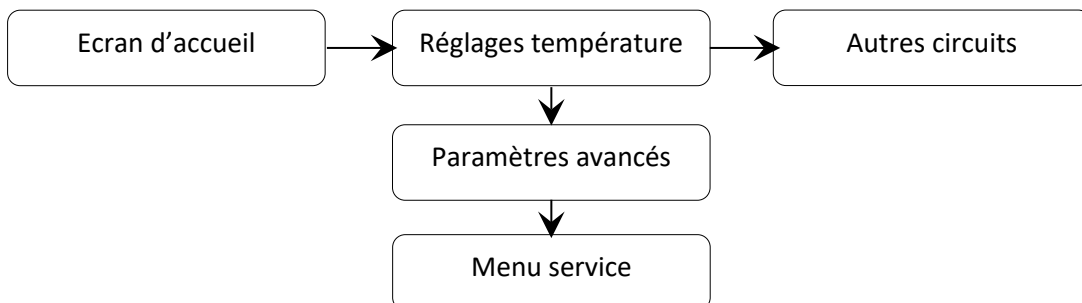 Ecran d’accueil
Réglages température
Autres circuits
Paramètres avancés
Menu service